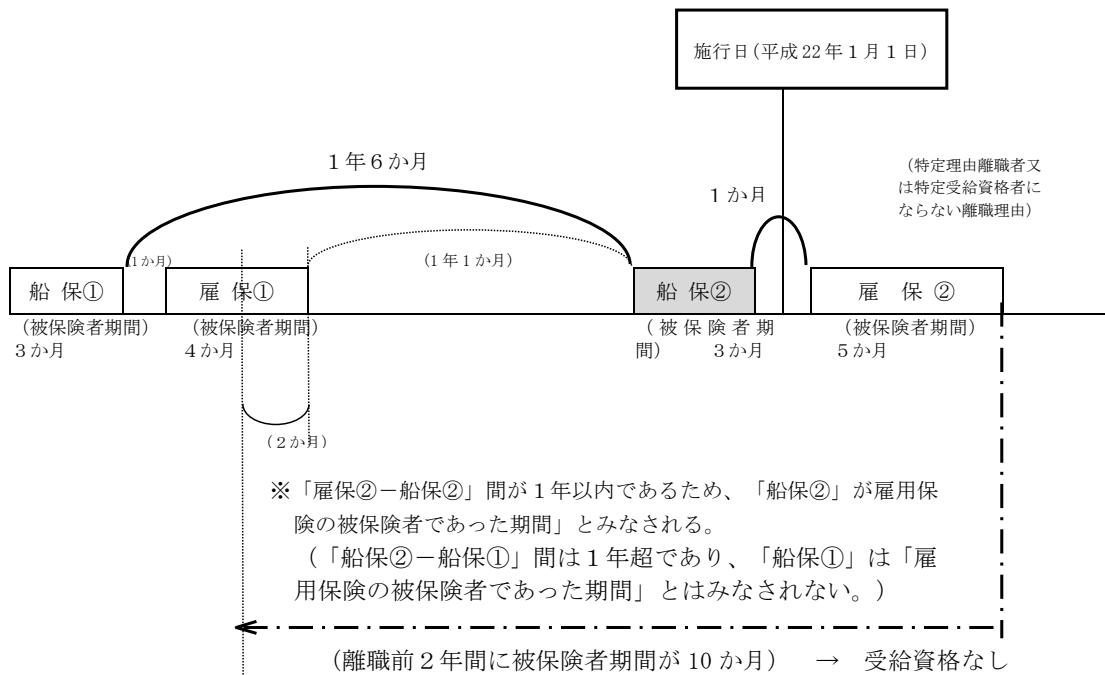 施行日(平成 22 年 1 月 1 日)
1 年 6 か月
(特定理由離職者又
は特定受給資格者に
ならない離職理由)
1 か月
(1 か月)
(1 年 1 か月)
船 保①
雇 保①
船 保②
雇 保 ②
(被保険者期間)
3 か月
(被保険者期間)
4 か月
(被保険者期
間) 3 か月
(被保険者期間)
5 か月
(2 か月)
※「雇保②-船保②」間が 1 年以内であるため、「船保②」が雇用保
険の被保険者であった期間」とみなされる。
(「船保②-船保①」間は 1 年超であり、「船保①」は「雇
用保険の被保険者であった期間」とはみなされない。)
(離職前 2 年間に被保険者期間が 10 か月) → 受給資格なし